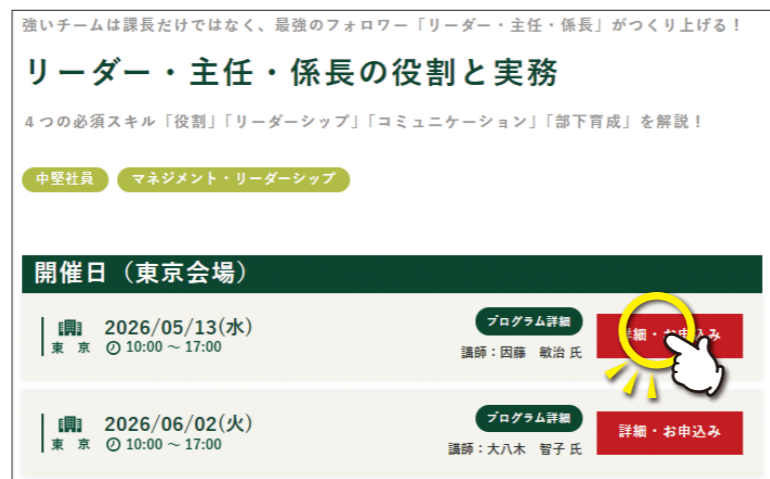 強いチームは課長だけではなく、最強のフォロワー「リーダー・主任・係長」がつくり上げる！
リーダー・主任・係長の役割と実務
4つの必須スキル「役割」「リーダーシップ」「コミュニケーション」「部下育成」を解説！
中堅社員 マネジメント・リーダーシップ
開催日（東京会場）
2026/05/13(水) プログラム詳細
東 京 10:00 ～ 17:00 講師：因藤 敏治 氏 細・お申込み
2026/06/02(火) プログラム詳細
東 京 10:00 ～ 17:00 講師：大八木 智子 氏 詳細・お申込み